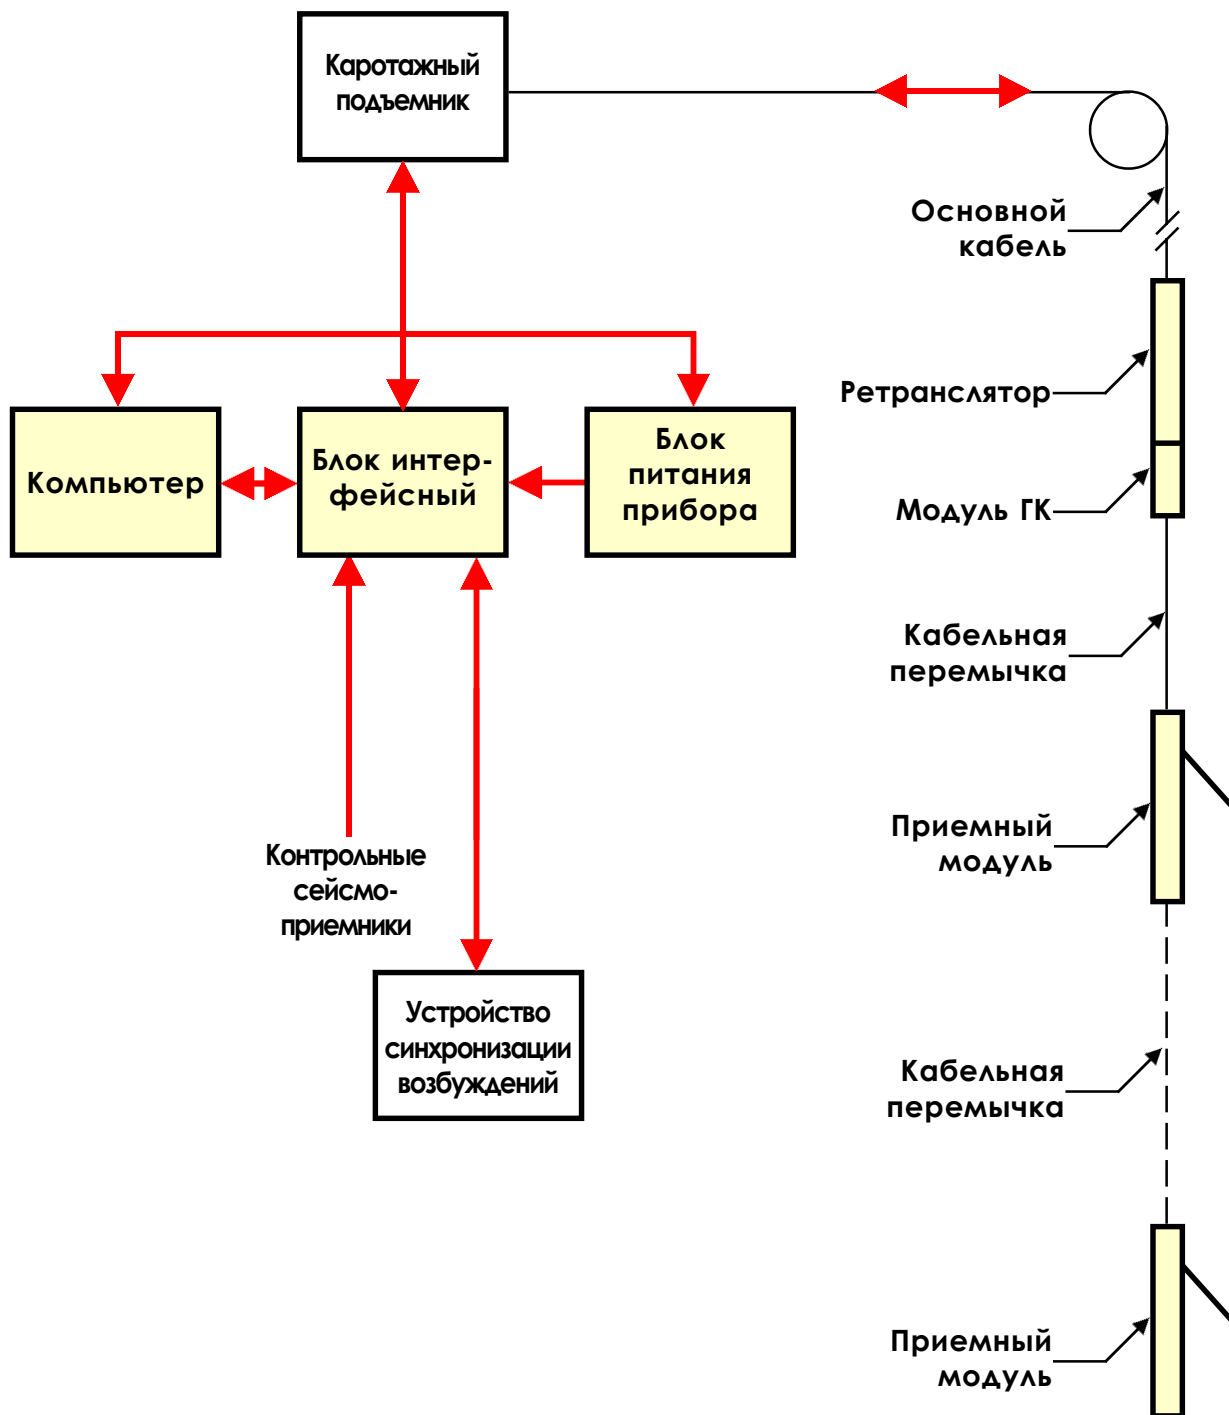 Каротажный
подъемник
Основной
кабель
Ретранслятор
Компьютер
Блок интер-
фейсный
Блок
питания
прибора
Модуль ГК
Кабельная
перемычка
Приемный
модуль
Контрольные
сейсмо-
приемники
Устройство
синхронизации
возбуждений
Кабельная
перемычка
Приемный
модуль